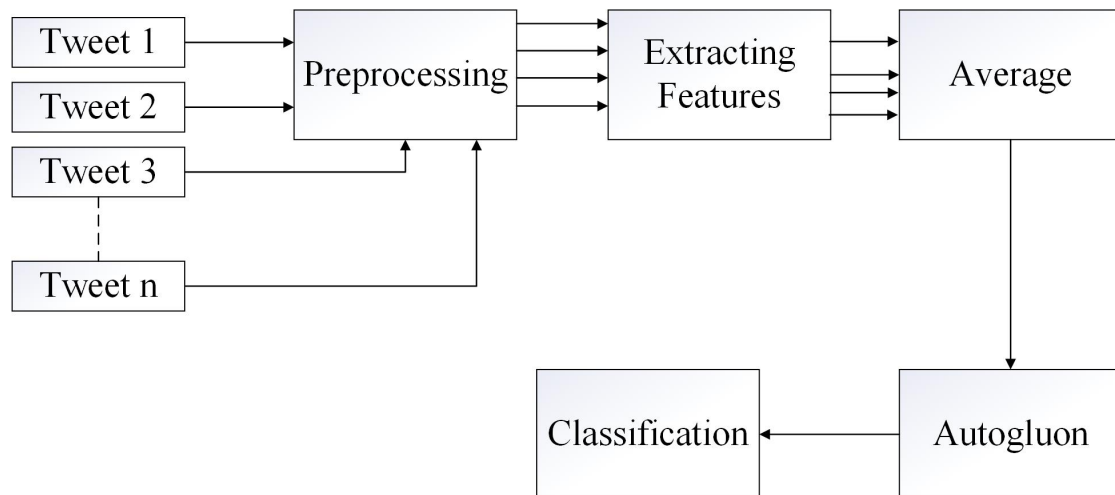 Tweet 1
Tweet 2
Tweet 3
Tweet n
Preprocessing
Extracting
Features
Average
Autogluon
Classification